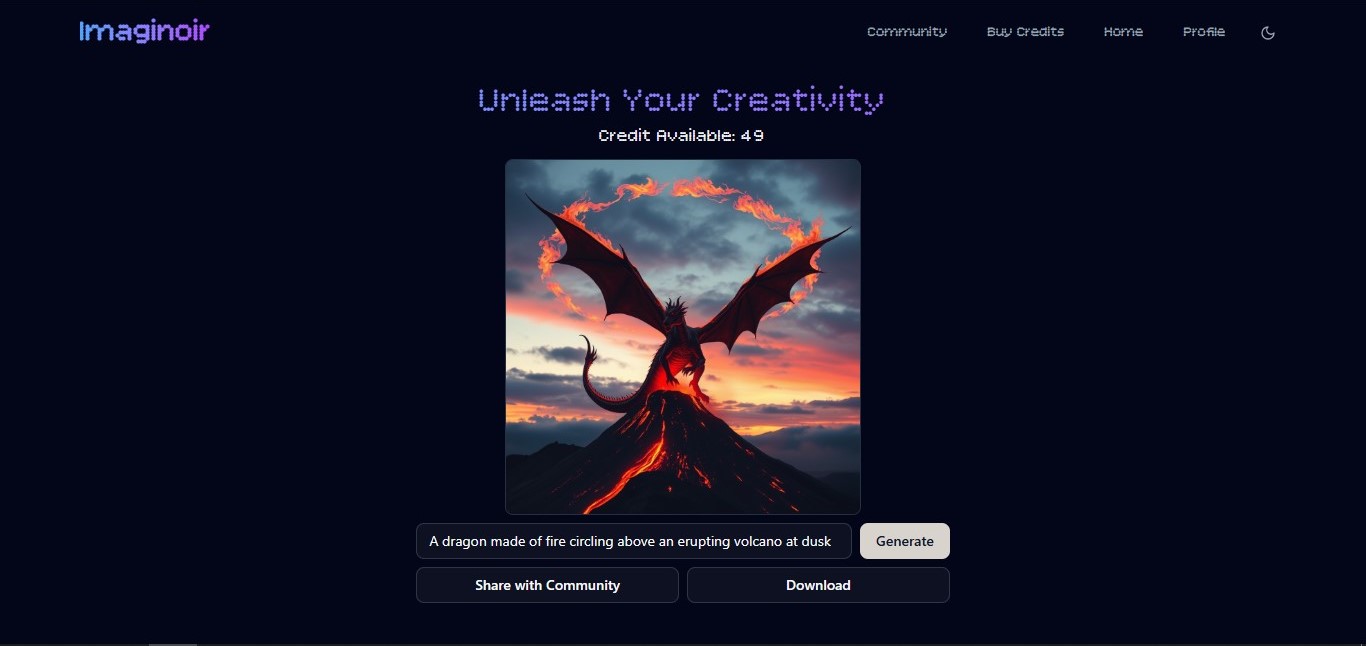 Imaginoir
Community Buy Credits Home Profile
Unleash Your Creativity
Credit Available: 49
A dragon made of fire circling above an erupting volcano at dusk
Generate
Share with Community
Download